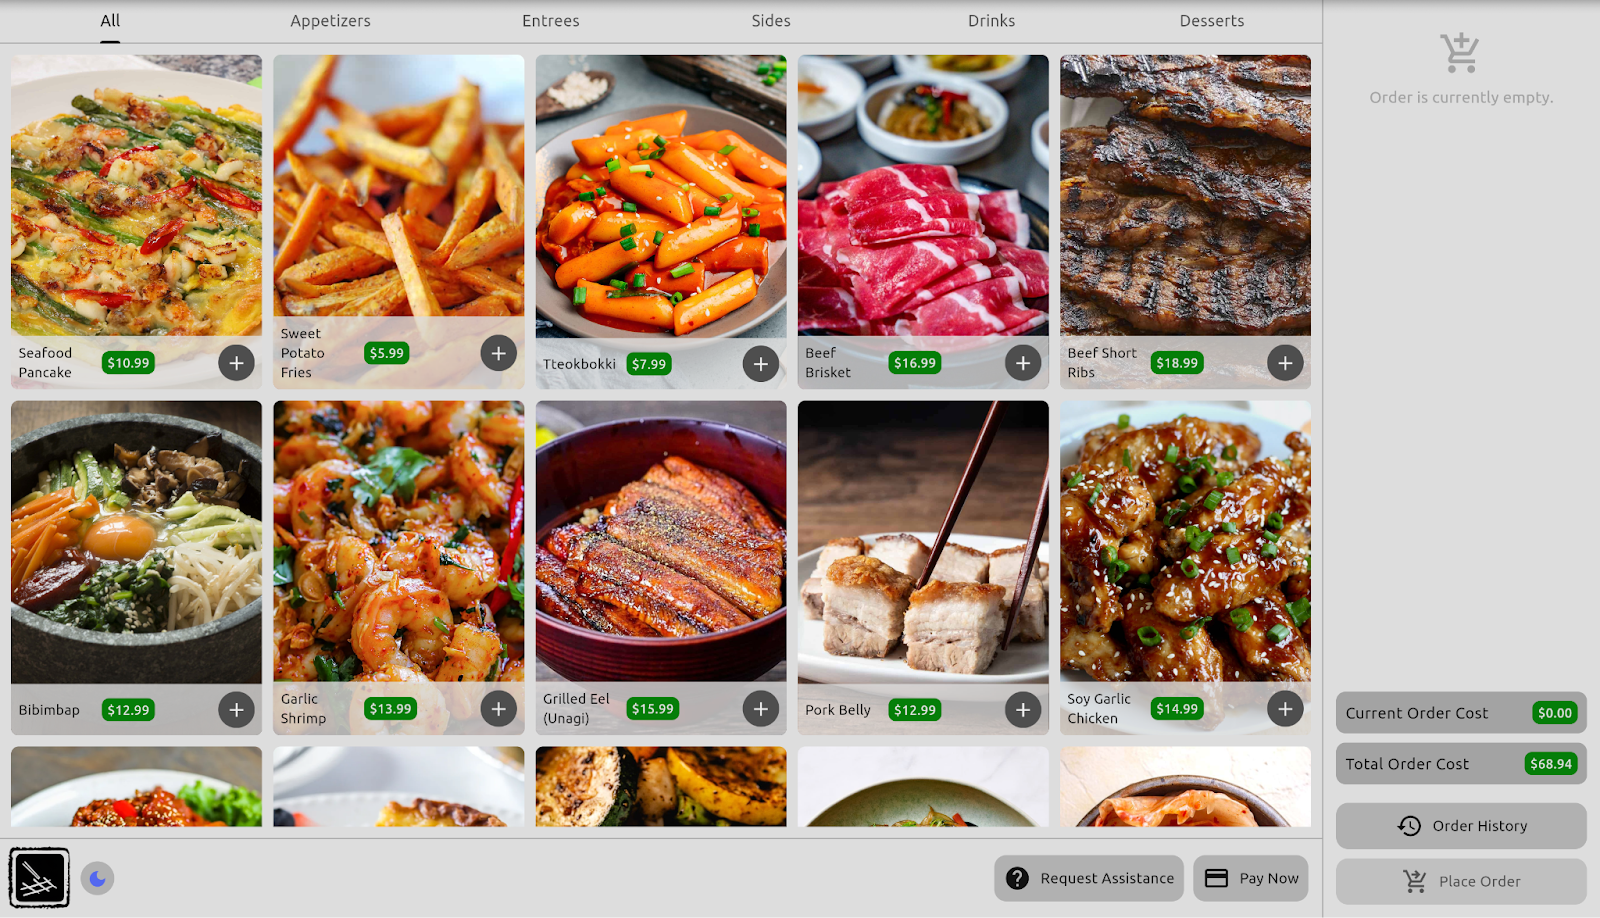 All
Appetizers
Entrees
Sides
Drinks
Desserts
Order is currently empty.
Seafood
Pancake
$10.99
Sweet
Potato
Fries
$5.99
Tteokbokki
$7.99
Beef
Brisket
$16.99
Beef Short
Ribs
$18.99
Bibimbap
$12.99
Garlic
Shrimp
$13.99
Grilled Eel
(Unagi)
$15.99
Pork Belly
$12.99
Soy Garlic
Chicken
$14.99
Current Order Cost $0.00
Total Order Cost $68.94
Order History
Place Order
Request Assistance
Pay Now